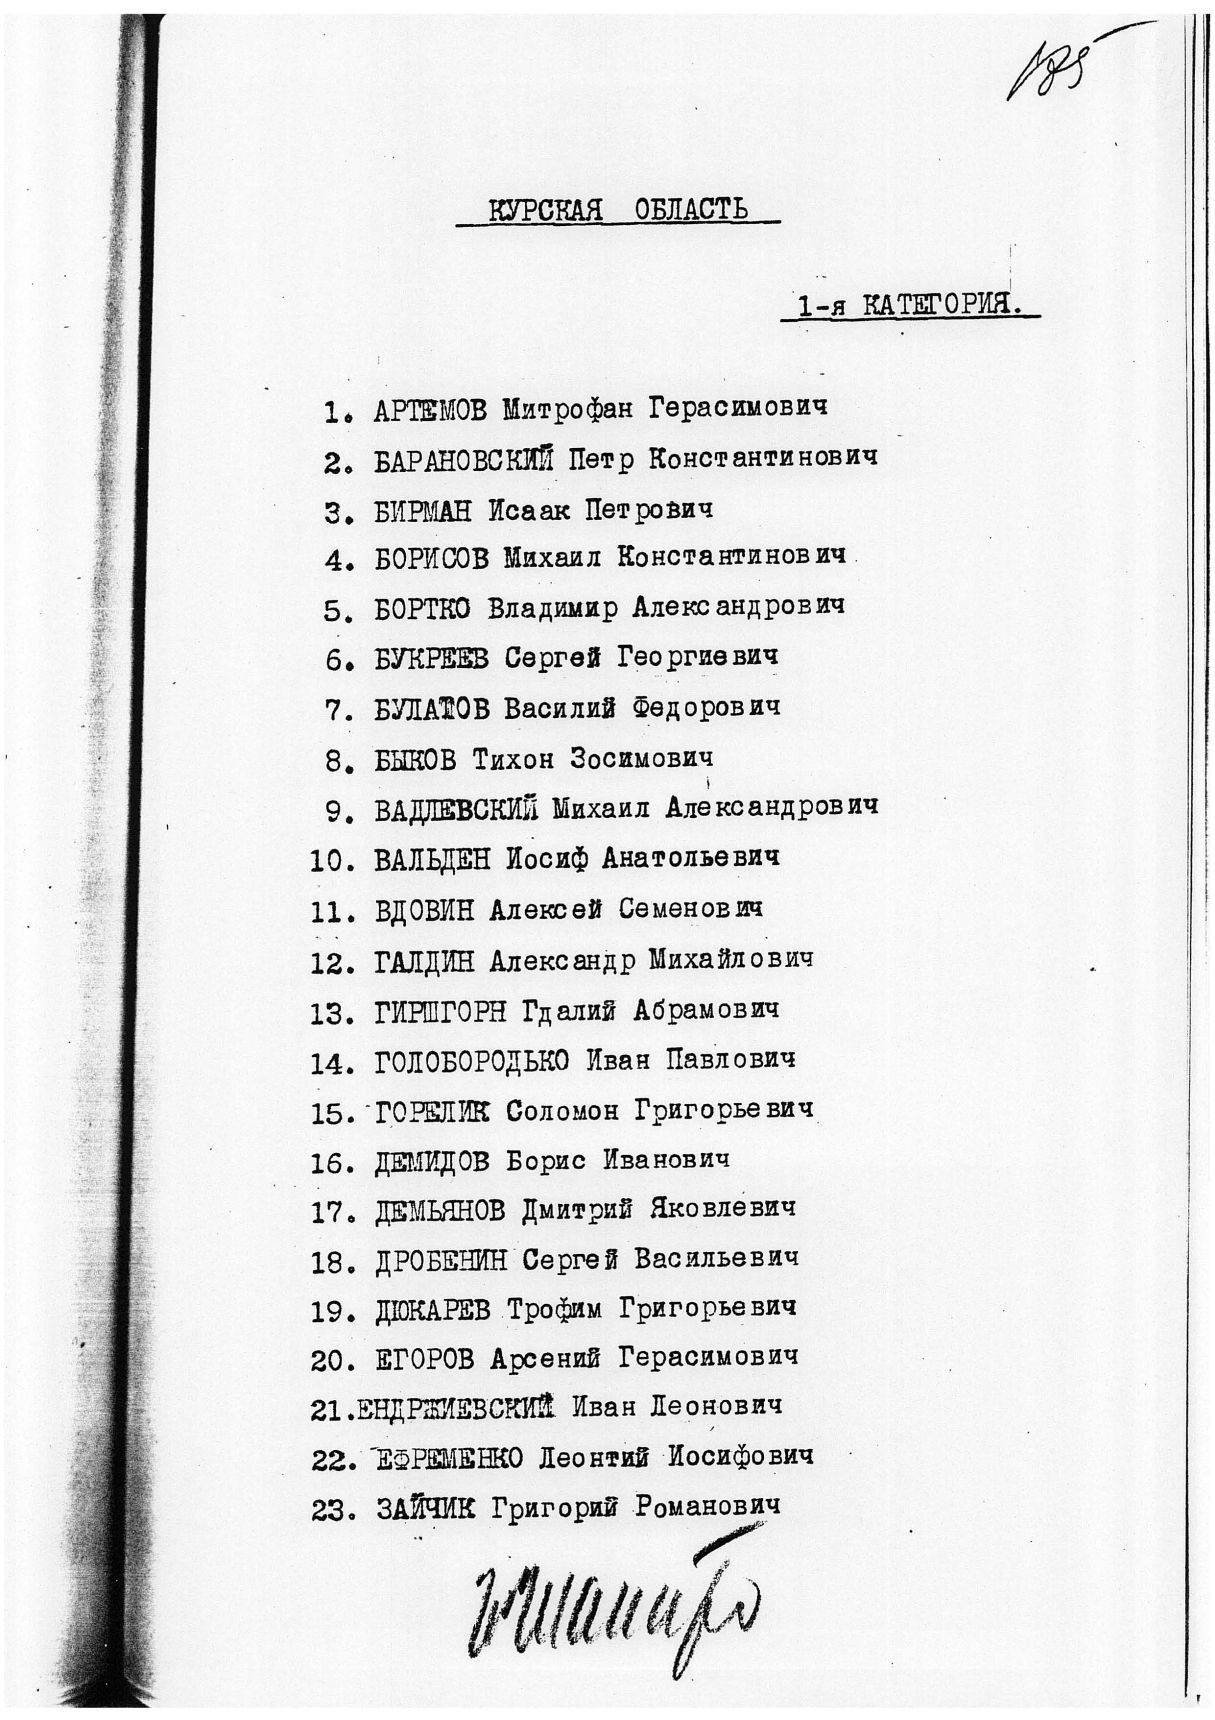 185
КУРСКАЯ ОБЛАСТЬ
1-я КАТЕГОРИЯ.
1. АРТЕМОВ Митрофан Герасимович
2. БАРАНОВСКИЙ Петр Константинович
3. БИРМАН Исаак Петрович
4. БОРИСОВ Михаил Константинович
5. БОРТКО Владимир Александрович
6. БУКРЕЕВ Сергей Георгиевич
7. БУЛАТОВ Василий Федорович
8. БЫКОВ Тихон Зосимович
9. ВАДЛЕВСКИЙ Михаил Александрович
10. ВАЛЬДЕН Иосиф Анатольевич
11. ВДОВИН Алексей Семенович
12. ГАЛДИН Александр Михайлович
13. ГИРШГОРН Гдалий Абрамович
14. ГОЛОБОРОДЬКО Иван Павлович
15. ГОРЕЛИК Соломон Григорьевич
16. ДЕМИДОВ Борис Иванович
17. ДЕМЬЯНОВ Дмитрий Яковлевич
18. ДРОБЕНИН Сергей Васильевич
19. ДЮКАРЕВ Трофим Григорьевич
20. ЕГОРОВ Арсений Герасимович
21.ЕНДРЖИЕВСКИЙ Иван Леонович
22. ЕФРЕМЕНКО Леонтий Иосифович
23. ЗАЙЧИК Григорий Романович
Шапиро